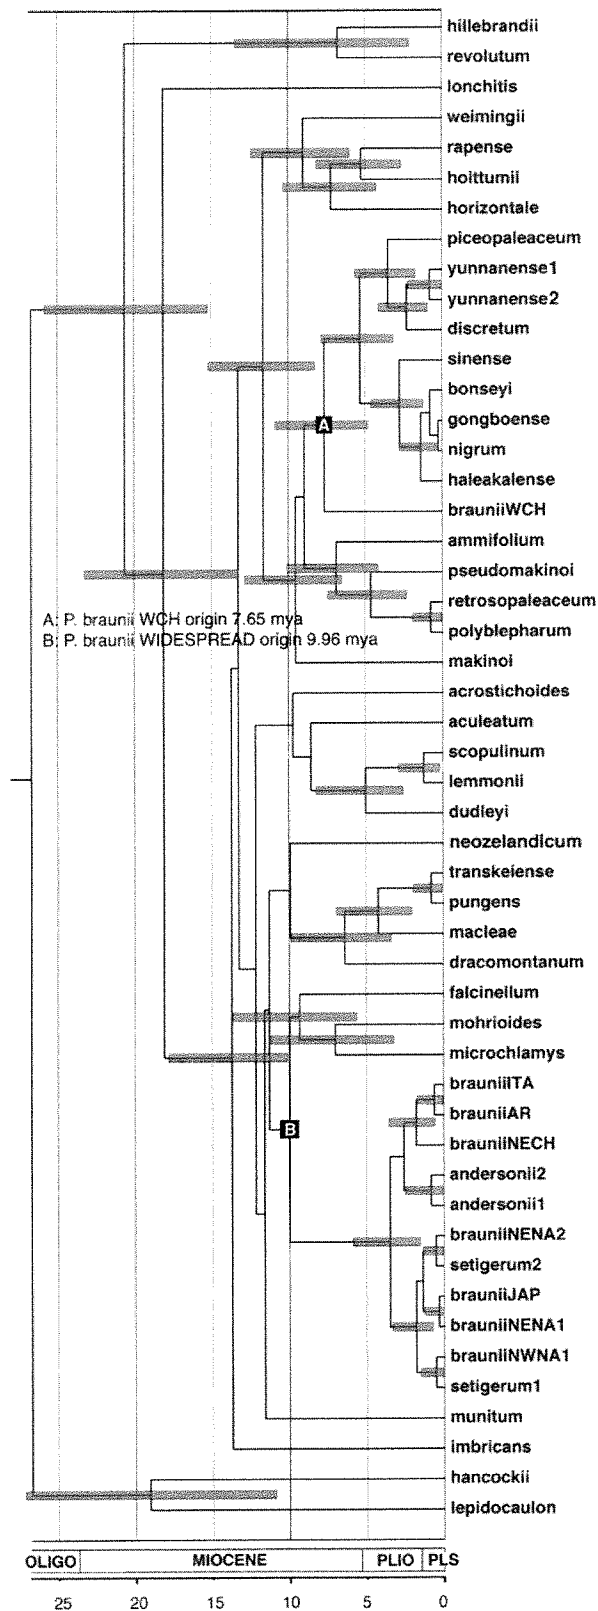 hillebrandii
revolutum
lonchitis
weimingii
rapense
holttumii
horizontale
piceopaleaceum
yunnanense1
yunnanense2
discretum
sinense
bonseyi
gongboense
nigrum
haleakalense
A
brauniiWCH
ammifolium
pseudomakinoi
retrosopaleaceum
A: P. braunii WCH origin 7.65 mya
polyblepharum
B: P. braunii WIDESPREAD origin 9.96 mya
makinoi
acrostichoides
aculeatum
scopulinum
lemmonii
dudleyi
neozelandicum
transkeiense
pungens
macleae
dracomontanum
falcinellum
mohrioides
microchlamys
brauniiITA
brauniiAR
B
brauniiNECH
andersonii2
andersonii1
brauniiNENA2
setigerum2
brauniiJAP
brauniiNENA1
brauniiNWNA1
setigerum1
munitum
imbricans
hancockii
lepidocaulon
OLIGO MIOCENE PLIO PLS
25 20 15 10 5 0